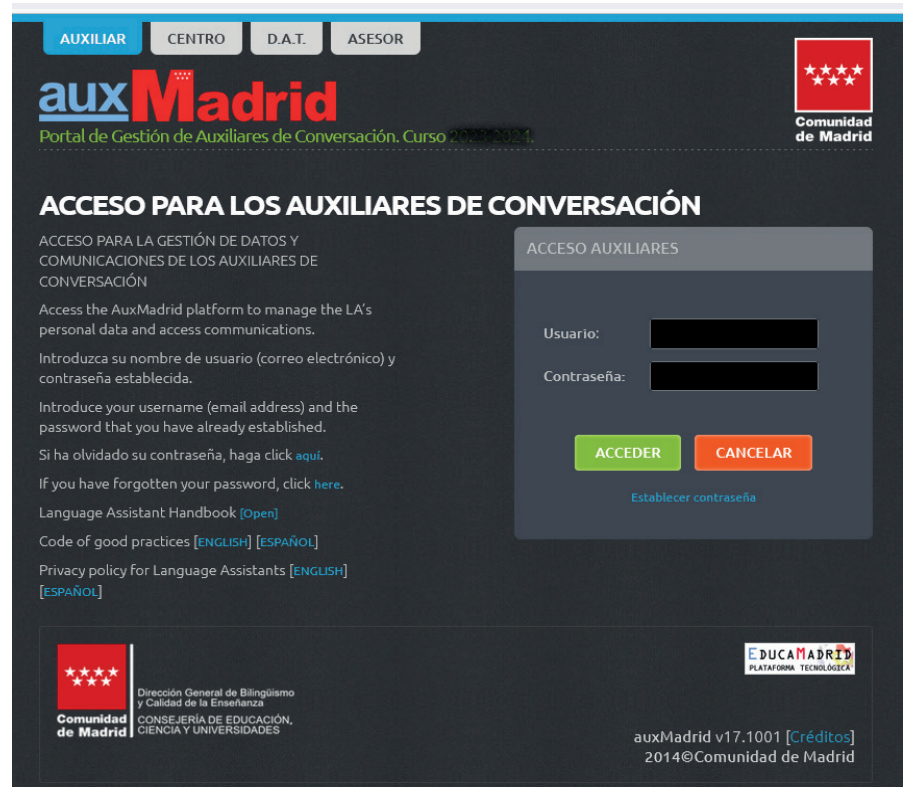 AUXILIAR
CENTRO
D.A.T.
ASESOR
auxMadrid
Portal de Gestión de Auxiliares de Conversación. Curso
Comunidad
de Madrid
ACCESO PARA LOS AUXILIARES DE CONVERSACIÓN
ACCESO PARA LA GESTIÓN DE DATOS Y
COMUNICACIONES DE LOS AUXILIARES DE
CONVERSACIÓN
Access the AuxMadrid platform to manage the LA's
personal data and access communications.
Introduzca su nombre de usuario (correo electrónico) y
contraseña establecida.
Introduce your username (email address) and the
password that you have already established.
Si ha olvidado su contraseña, haga click aquí.
If you have forgotten your password, click here.
Language Assistant Handbook [Open]
Code of good practices [ENGLISH] [ESPAÑOL]
Privacy policy for Language Assistants [ENGLISH]
[ESPAÑOL]
ACCESO AUXILIARES
Usuario:
Contraseña:
ACCEDER
CANCELAR
Establecer contraseña
Comunidad
de Madrid
Dirección General de Bilingüismo
y Calidad de la Enseñanza
CONSEJERÍA DE EDUCACIÓN,
CIENCIA Y UNIVERSIDADES
EDUCAMADRID
PLATAFORMA TECNOLÓGICA
auxMadrid v17.1001 [Créditos]
2014©Comunidad de Madrid